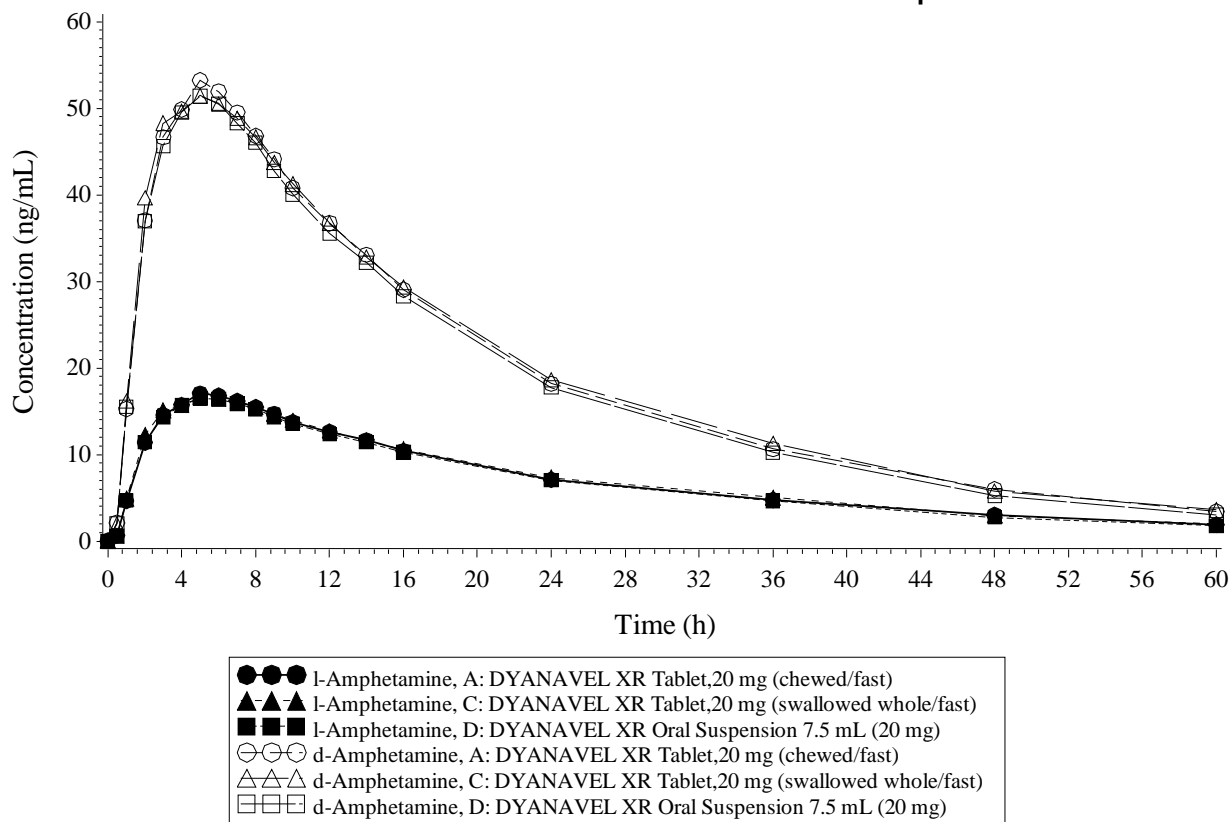 60
50
40
30
20
10
0
Concentration (ng/mL)
0 4 8 12 16 20 24 28 32 36 40 44 48 52 56 60
Time (h)
l-Amphetamine, A: DYANAVEL XR Tablet,20 mg (chewed/fast)
l-Amphetamine, C: DYANAVEL XR Tablet,20 mg (swallowed whole/fast)
l-Amphetamine, D: DYANAVEL XR Oral Suspension 7.5 mL (20 mg)
d-Amphetamine, A: DYANAVEL XR Tablet,20 mg (chewed/fast)
d-Amphetamine, C: DYANAVEL XR Tablet,20 mg (swallowed whole/fast)
d-Amphetamine, D: DYANAVEL XR Oral Suspension 7.5 mL (20 mg)